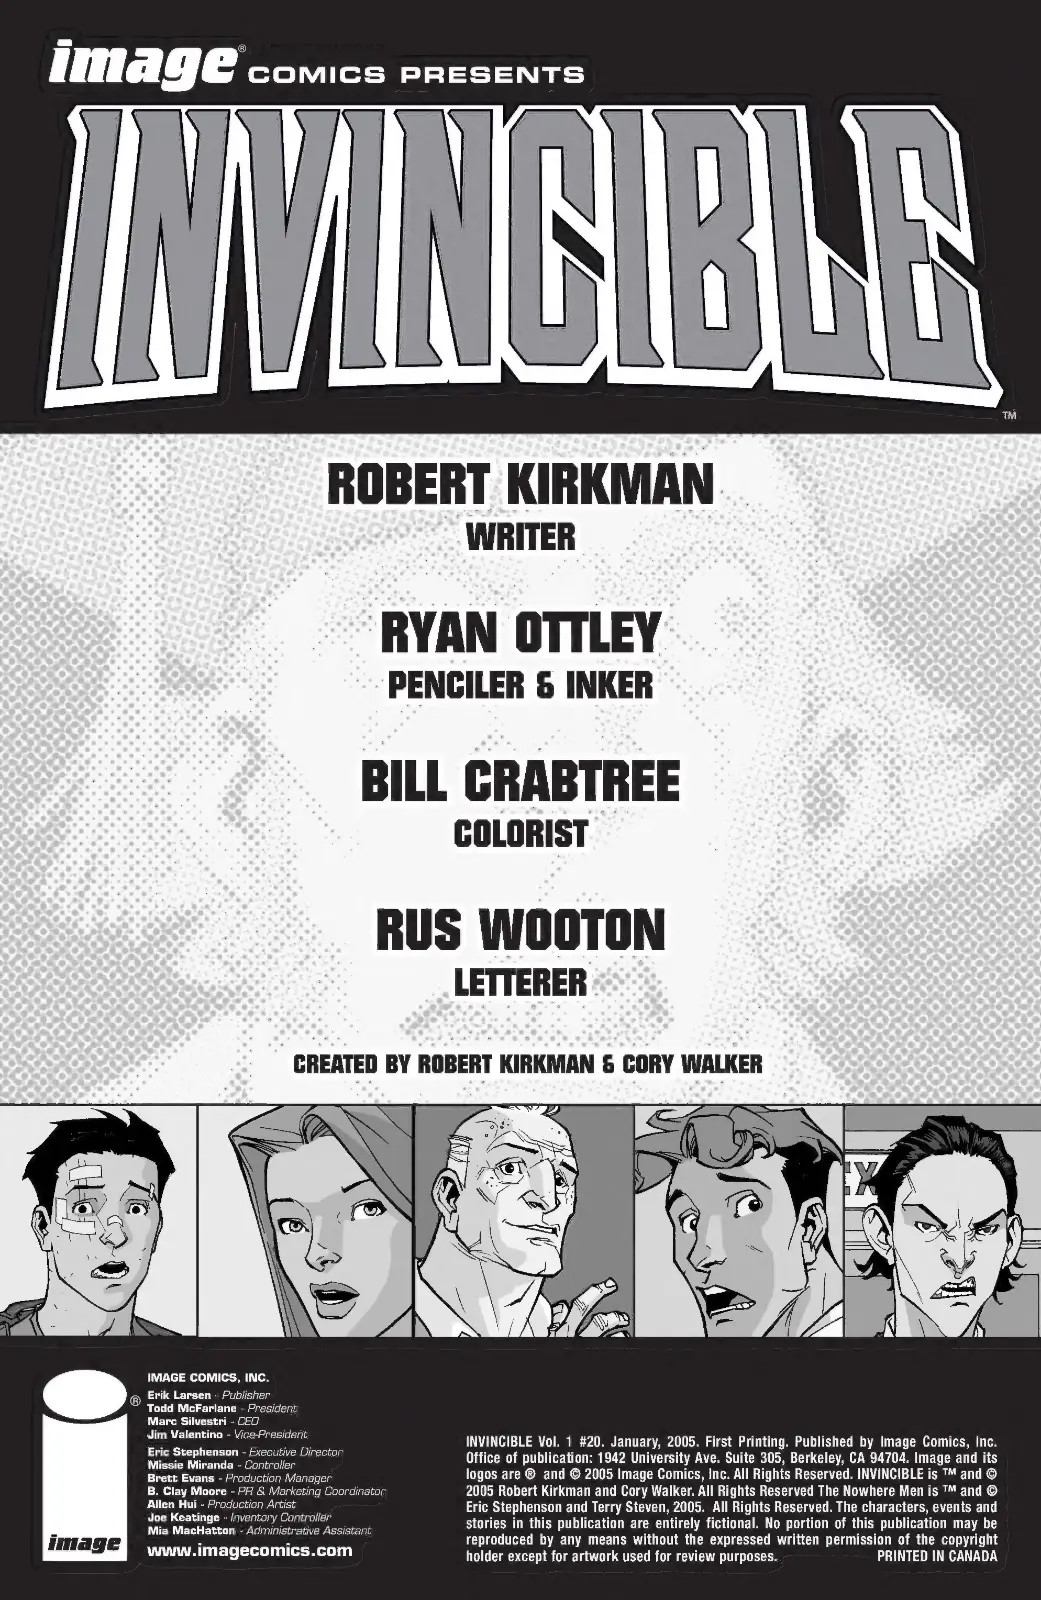 image® COMICS PRESENTS
INVINCIBLE™
ROBERT KIRKMAN
WRITER
RYAN OTTLEY
PENCILER & INKER
BILL CRABTREE
COLORIST
RUS WOOTON
LETTERER
CREATED BY ROBERT KIRKMAN & CORY WALKER
EX
IMAGE COMICS, INC.
Erik Larsen - Publisher
Todd McFarlane - President
Marc Silvestri - CEO
Jim Valentino - Vice-President
Eric Stephenson - Executive Director
Missie Miranda - Controller
Brett Evans - Production Manager
B. Clay Moore - PR & Marketing Coordinator
Allen Hui - Production Artist
Joe Keatinge - Inventory Controller
Mia MacHatton - Administrative Assistant
www.imagecomics.com
image®
INVINCIBLE Vol. 1 #20. January, 2005. First Printing. Published by Image Comics, Inc.
Office of publication: 1942 University Ave. Suite 305, Berkeley, CA 94704. Image and its
logos are ® and © 2005 Image Comics, Inc. All Rights Reserved. INVINCIBLE is ™ and ©
2005 Robert Kirkman and Cory Walker. All Rights Reserved The Nowhere Men is ™ and ©
Eric Stephenson and Terry Steven, 2005. All Rights Reserved. The characters, events and
stories in this publication are entirely fictional. No portion of this publication may be
reproduced by any means without the expressed written permission of the copyright
holder except for artwork used for review purposes. PRINTED IN CANADA